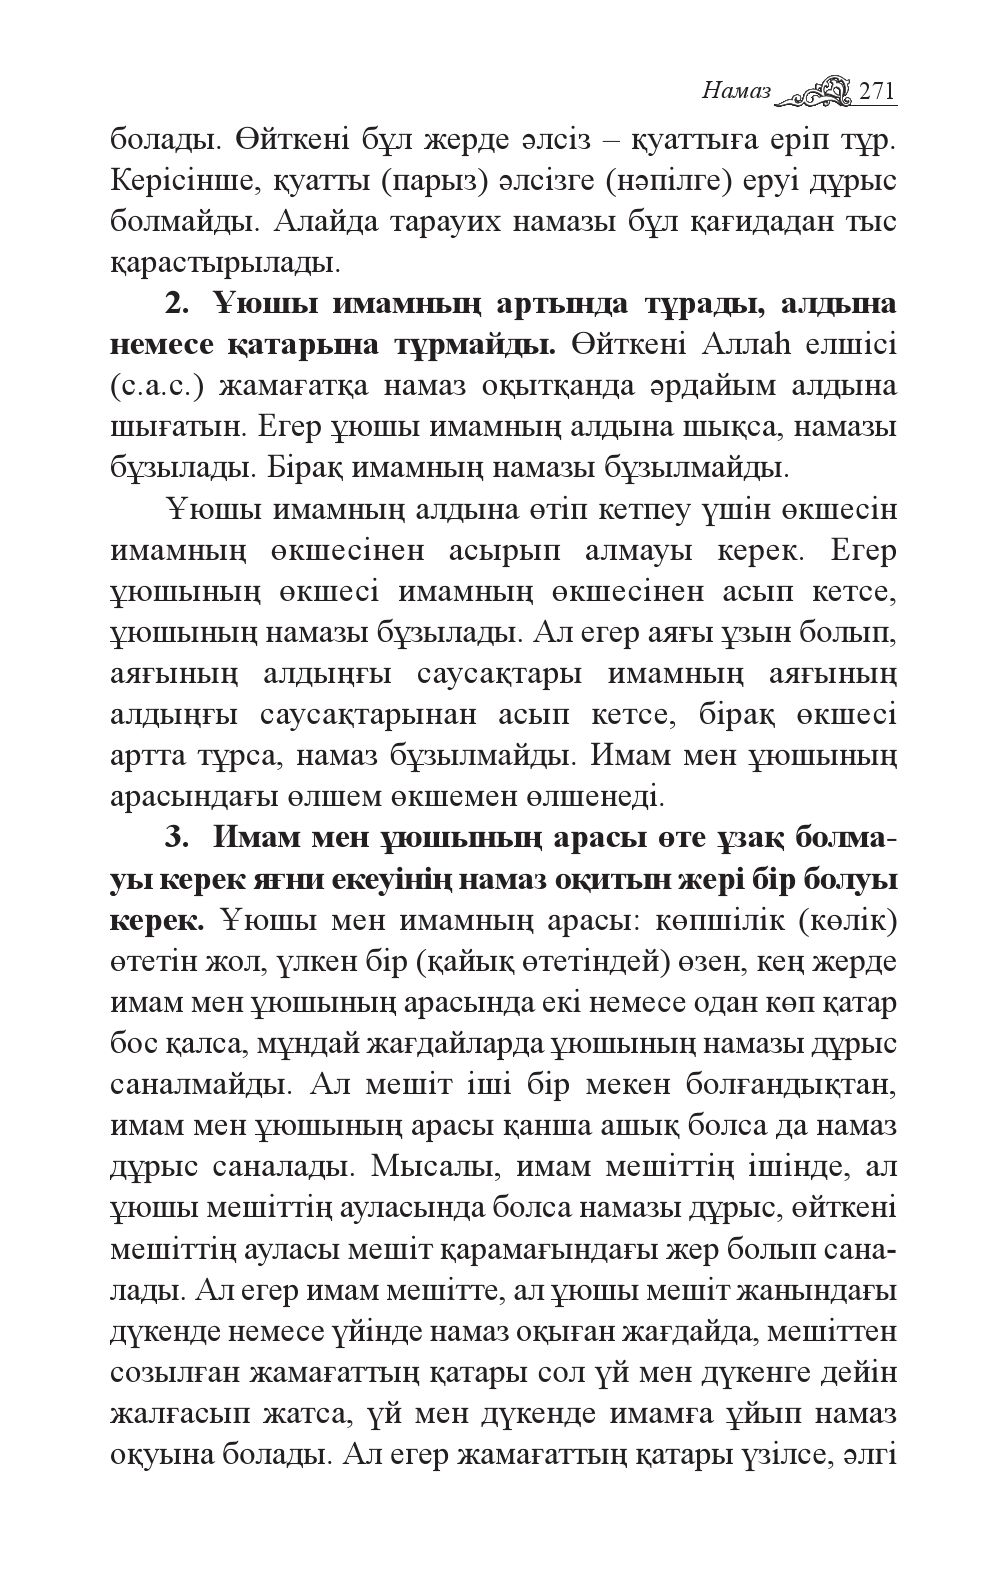 Намаз 271
болады. Өйткені бұл жерде әлсіз – қуаттыға еріп тұр.
Керісінше, қуатты (парыз) әлсізге (нәпілге) еруі дұрыс
болмайды. Алайда тарауих намазы бұл қағидадан тыс
қарастырылады.
2. Ұюшы имамның артында тұрады, алдына
немесе қатарына тұрмайды. Өйткені Аллаһ елшісі
(с.а.с.) жамағатқа намаз оқытқанда әрдайым алдына
шығатын. Егер ұюшы имамның алдына шықса, намазы
бұзылады. Бірақ имамның намазы бұзылмайды.
Ұюшы имамның алдына өтіп кетпеу үшін өкшесін
имамның өкшесінен асырып алмауы керек. Егер
ұюшының өкшесі имамның өкшесінен асып кетсе,
ұюшының намазы бұзылады. Ал егер аяғы ұзын болып,
аяғының алдыңғы саусақтары имамның аяғының
алдыңғы саусақтарынан асып кетсе, бірақ өкшесі
артта тұрса, намаз бұзылмайды. Имам мен ұюшының
арасындағы өлшем өкшемен өлшенеді.
3. Имам мен ұюшының арасы өте ұзақ болма-
уы керек яғни екеуінің намаз оқитын жері бір болуы
керек. Ұюшы мен имамның арасы: көпшілік (көлік)
өтетін жол, үлкен бір (қайық өтетіндей) өзен, кең жерде
имам мен ұюшының арасында екі немесе одан көп қатар
бос қалса, мұндай жағдайларда ұюшының намазы дұрыс
саналмайды. Ал мешіт іші бір мекен болғандықтан,
имам мен ұюшының арасы қанша ашық болса да намаз
дұрыс саналады. Мысалы, имам мешіттің ішінде, ал
ұюшы мешіттің ауласында болса намазы дұрыс, өйткені
мешіттің ауласы мешіт қарамағындағы жер болып сана-
лады. Ал егер имам мешітте, ал ұюшы мешіт жанындағы
дүкенде немесе үйінде намаз оқыған жағдайда, мешіттен
созылған жамағаттың қатары сол үй мен дүкенге дейін
жалғасып жатса, үй мен дүкенде имамға ұйып намаз
оқуына болады. Ал егер жамағаттың қатары үзілсе, әлгі